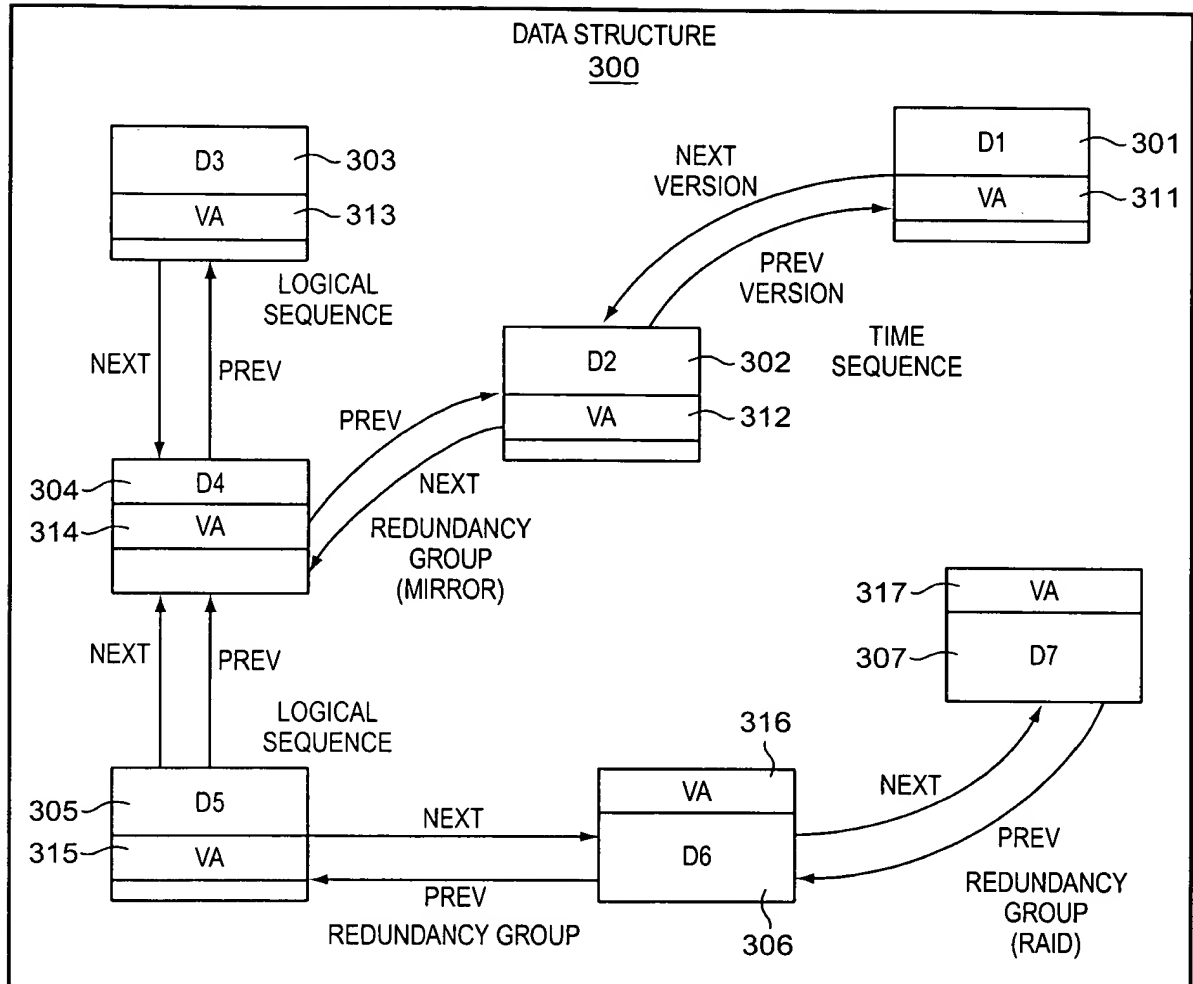 DATA STRUCTURE
300
D3
303
VA
313
D1
301
VA
311
NEXT
VERSION
PREV
VERSION
TIME
SEQUENCE
LOGICAL
SEQUENCE
NEXT
PREV
D2
302
VA
312
PREV
NEXT
REDUNDANCY
GROUP
(MIRROR)
304
D4
314
VA
NEXT
PREV
LOGICAL
SEQUENCE
317
VA
307
D7
316
VA
D6
306
305
D5
315
VA
NEXT
PREV
REDUNDANCY GROUP
NEXT
PREV
REDUNDANCY
GROUP
(RAID)